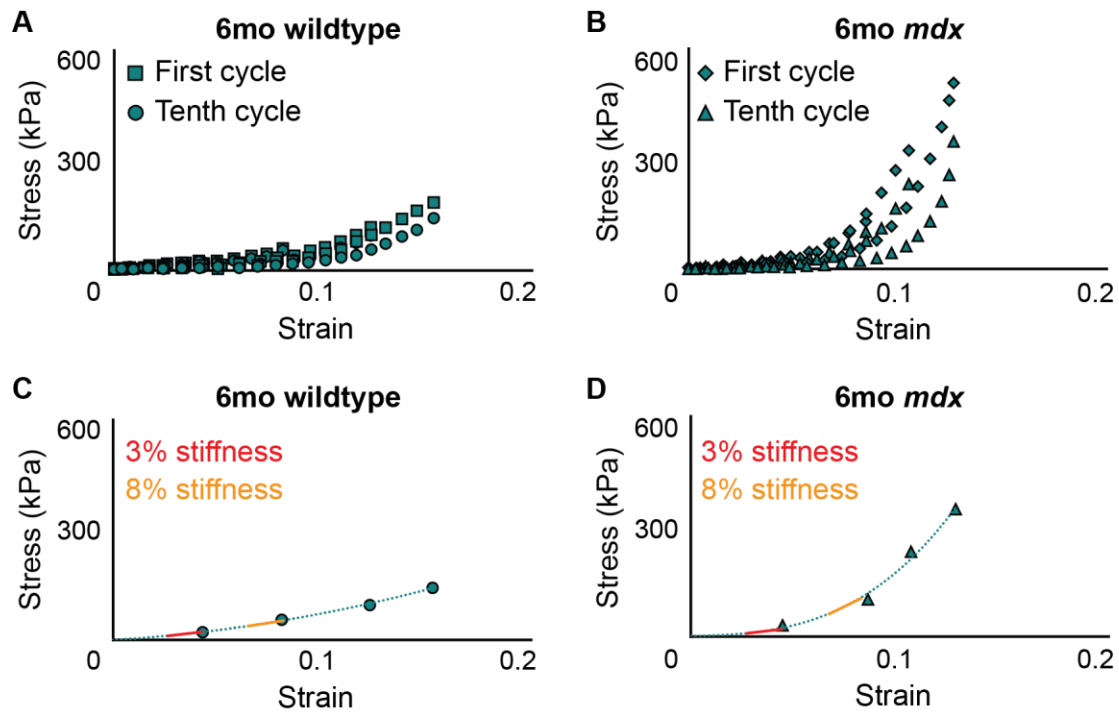 A
6mo wildtype
600
300
0
0.1
0.2
Stress (kPa)
Strain
First cycle
Tenth cycle
B
6mo mdx
600
300
0
0.1
0.2
Stress (kPa)
Strain
First cycle
Tenth cycle
C
6mo wildtype
600
300
0
0.1
0.2
Stress (kPa)
Strain
3% stiffness
8% stiffness
D
6mo mdx
600
300
0
0.1
0.2
Stress (kPa)
Strain
3% stiffness
8% stiffness